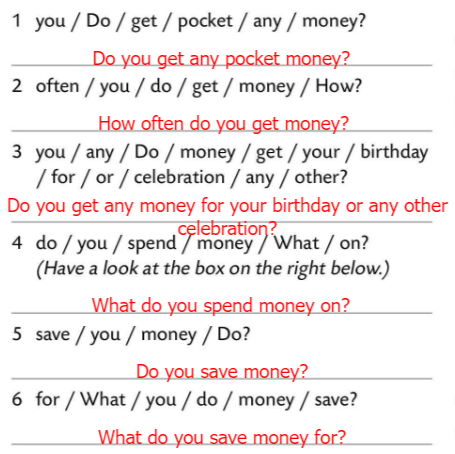 1 you / Do / get / pocket / any / money?
Do you get any pocket money?
2 often / you / do / get / money / How?
How often do you get money?
3 you / any / Do / money / get / your / birthday
/ for / or / celebration / any / other?
Do you get any money for your birthday or any other
celebration?
4 do / you / spend / money / What / on?
(Have a look at the box on the right below.)
What do you spend money on?
5 save / you / money / Do?
Do you save money?
6 for / What / you / do / money / save?
What do you save money for?